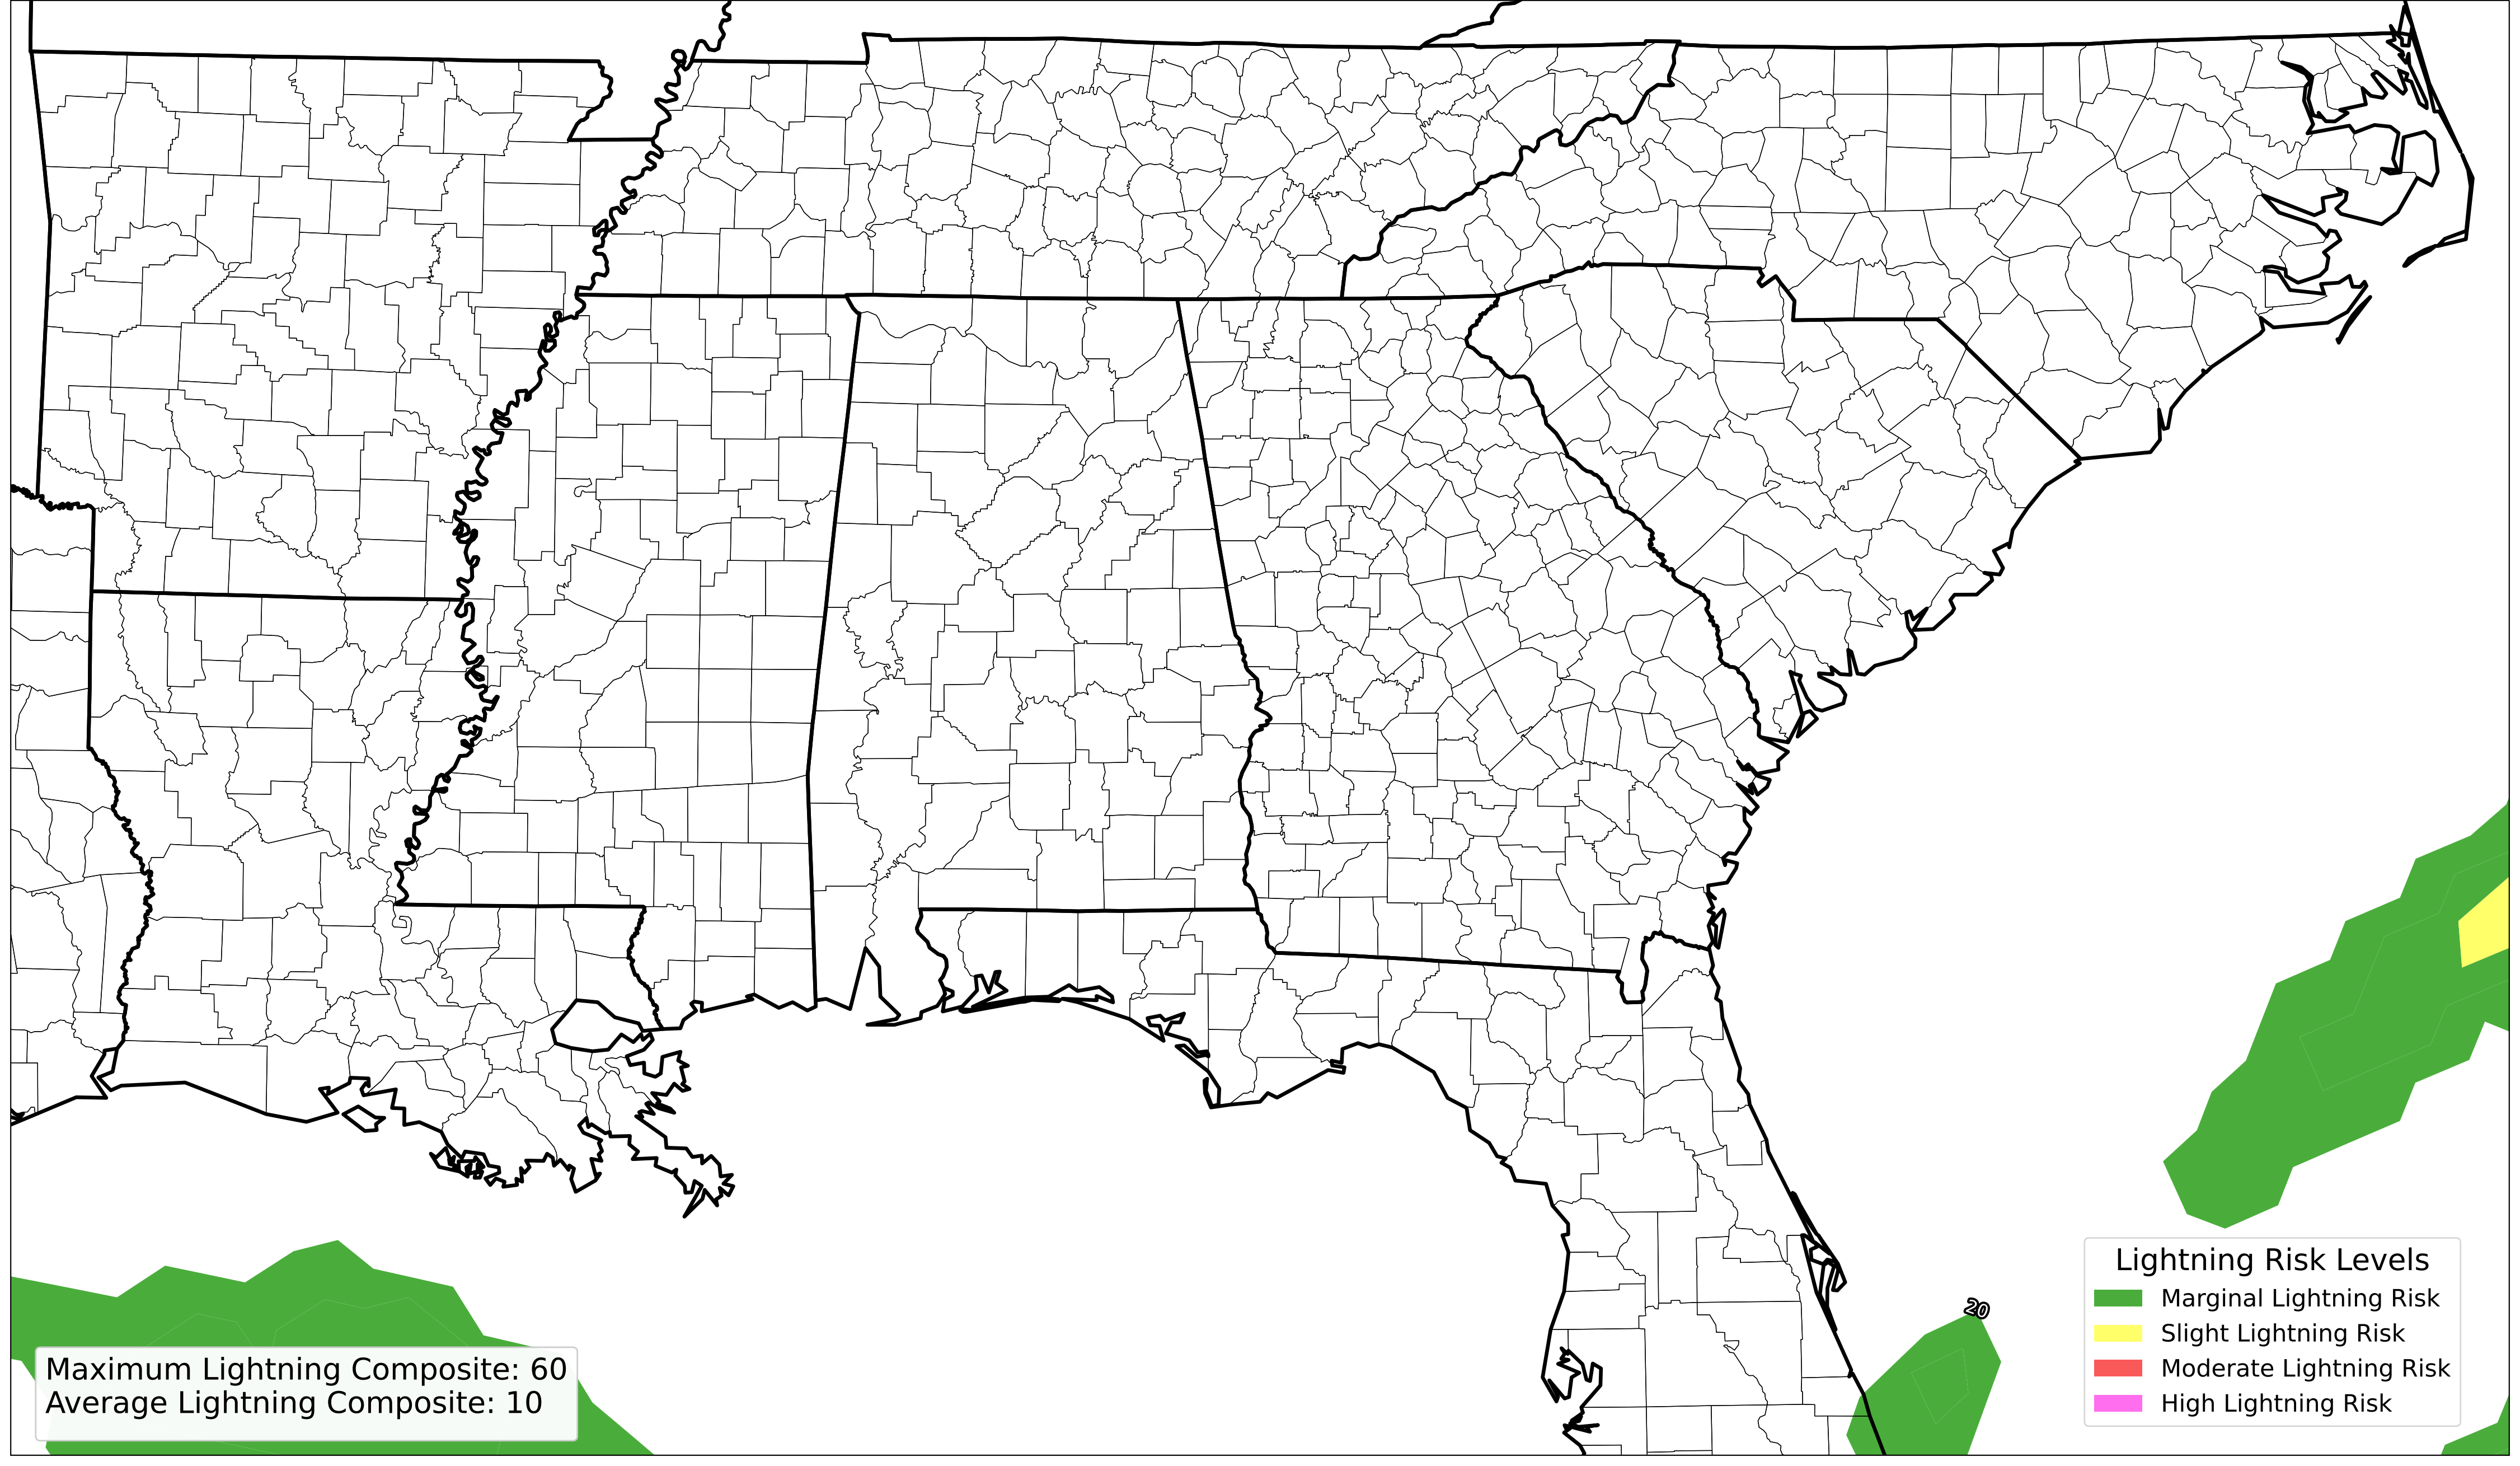 20
Maximum Lightning Composite: 60
Average Lightning Composite: 10
Lightning Risk Levels
Marginal Lightning Risk
Slight Lightning Risk
Moderate Lightning Risk
High Lightning Risk